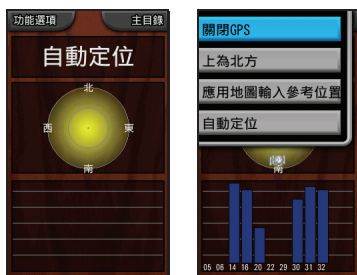 功能選項
主目錄
自動定位
北
西
東
南
關閉GPS
上為北方
應用地圖輸入參考位置
自動定位
南
05 06 14 16 20 22 29 30 31 32